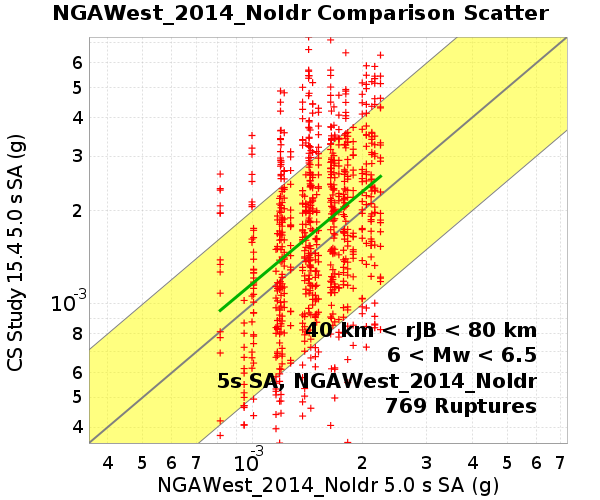 NGAWest_2014_NoIdr Comparison Scatter
CS Study 15.4 5.0 s SA (g)
6
5
4
3
2
10-3
8
6
5
4
40 km < rJB < 80 km
6 < Mw < 6.5
5s SA, NGAWest_2014_NoIdr
769 Ruptures
4 5 6 7 10-3 2 3 4 5 6 7
NGAWest_2014_NoIdr 5.0 s SA (g)